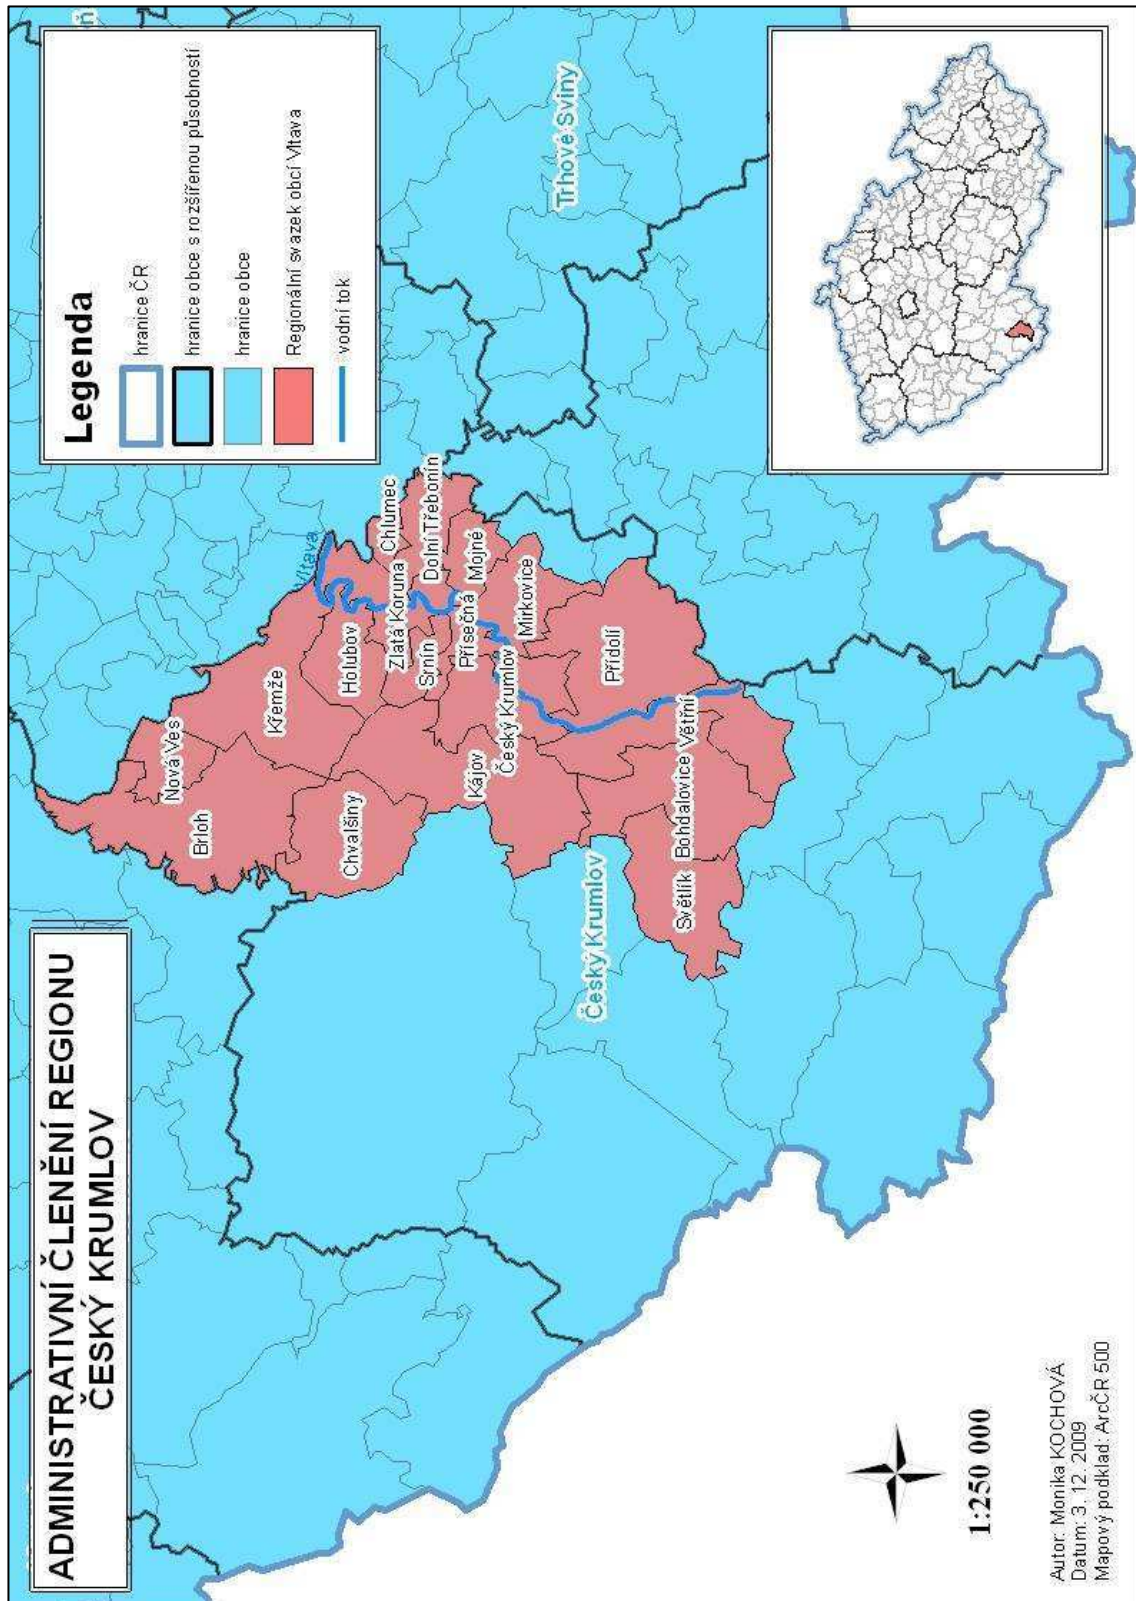 ADMINISTRATIVNÍ ČLENĚNÍ REGIONU
ČESKÝ KRUMLOV
Legenda
hranice ČR
hranice obce s rozšířenou působností
hranice obce
Regionální svazek obcí Vltava
vodní tok
Vltava
Nová Ves
Brloh
Křemže
Holubov
Chvalšiny
Chlumec
Zlatá Koruna
Dolní Třebonín
Srnín
Přísečná
Mojné
Kájov
Český Krumlov
Mirkovice
Trhové Sviny
Český Krumlov
Přídolí
Světlík
Bohdalovice
Větřní
1:250 000
Autor: Monika KOCHOVÁ
Datum: 3. 12. 2009
Mapový podklad: ArcČR 500